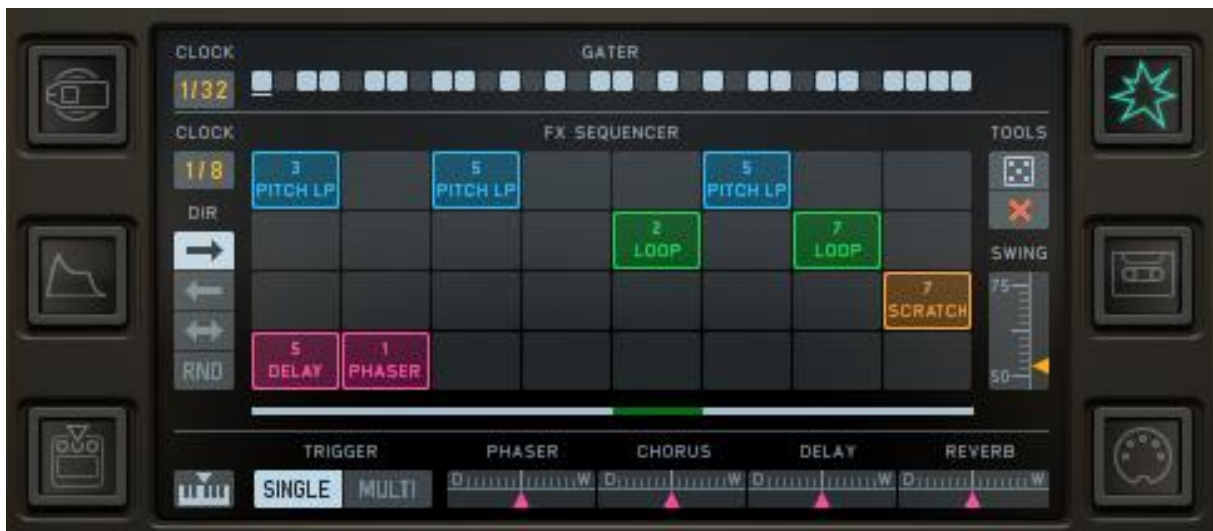 CLOCK
GATER
1/32
CLOCK
FX SEQUENCER
TOOLS
1/8
3
PITCH LP
5
PITCH LP
5
PITCH LP
DIR
2
LOOP
7
LOOP
SWING
75
7
SCRATCH
RND
5
DELAY
1
PHASER
50
TRIGGER
PHASER
CHORUS
DELAY
REVERB
SINGLE
MULTI
D W
D W
D W
D W